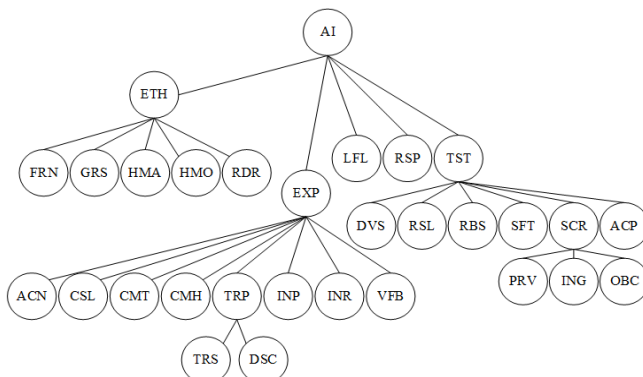 AI
ETH
FRN GRS HMA HMO RDR
LFL RSP TST
EXP
DVS RSL RBS SFT SCR ACP
PRV ING OBC
ACN CSL CMT CMH TRP INP INR VFB
TRS DSC